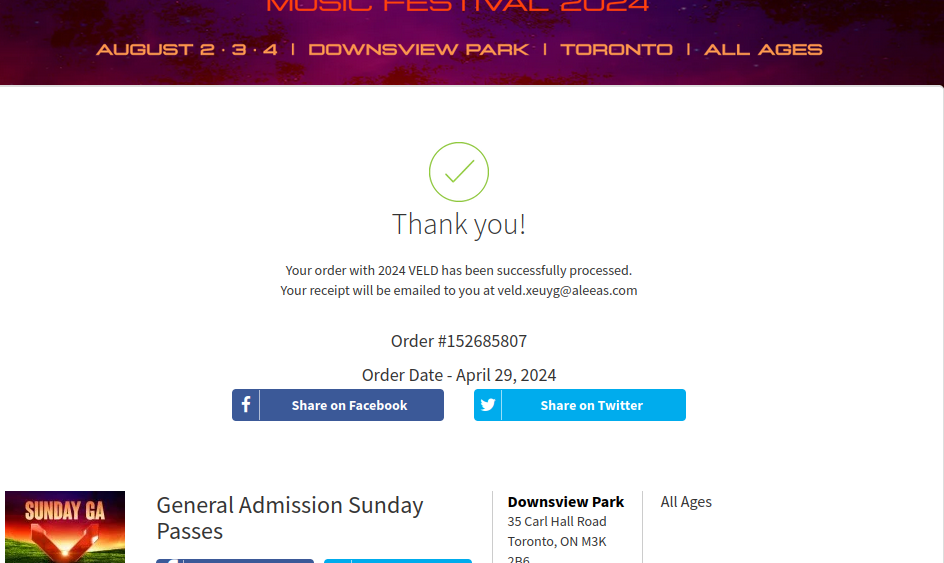 MUSIC FESTIVAL 2024
AUGUST 2 · 3 · 4 | DOWNSVIEW PARK | TORONTO | ALL AGES
Thank you!
Your order with 2024 VELD has been successfully processed.
Your receipt will be emailed to you at veld.xeuyg@aleeas.com
Order #152685807
Order Date - April 29, 2024
Share on Facebook
Share on Twitter
SUNDAY GA
General Admission Sunday
Passes
Downsview Park
35 Carl Hall Road
Toronto, ON M3K
2B6
All Ages